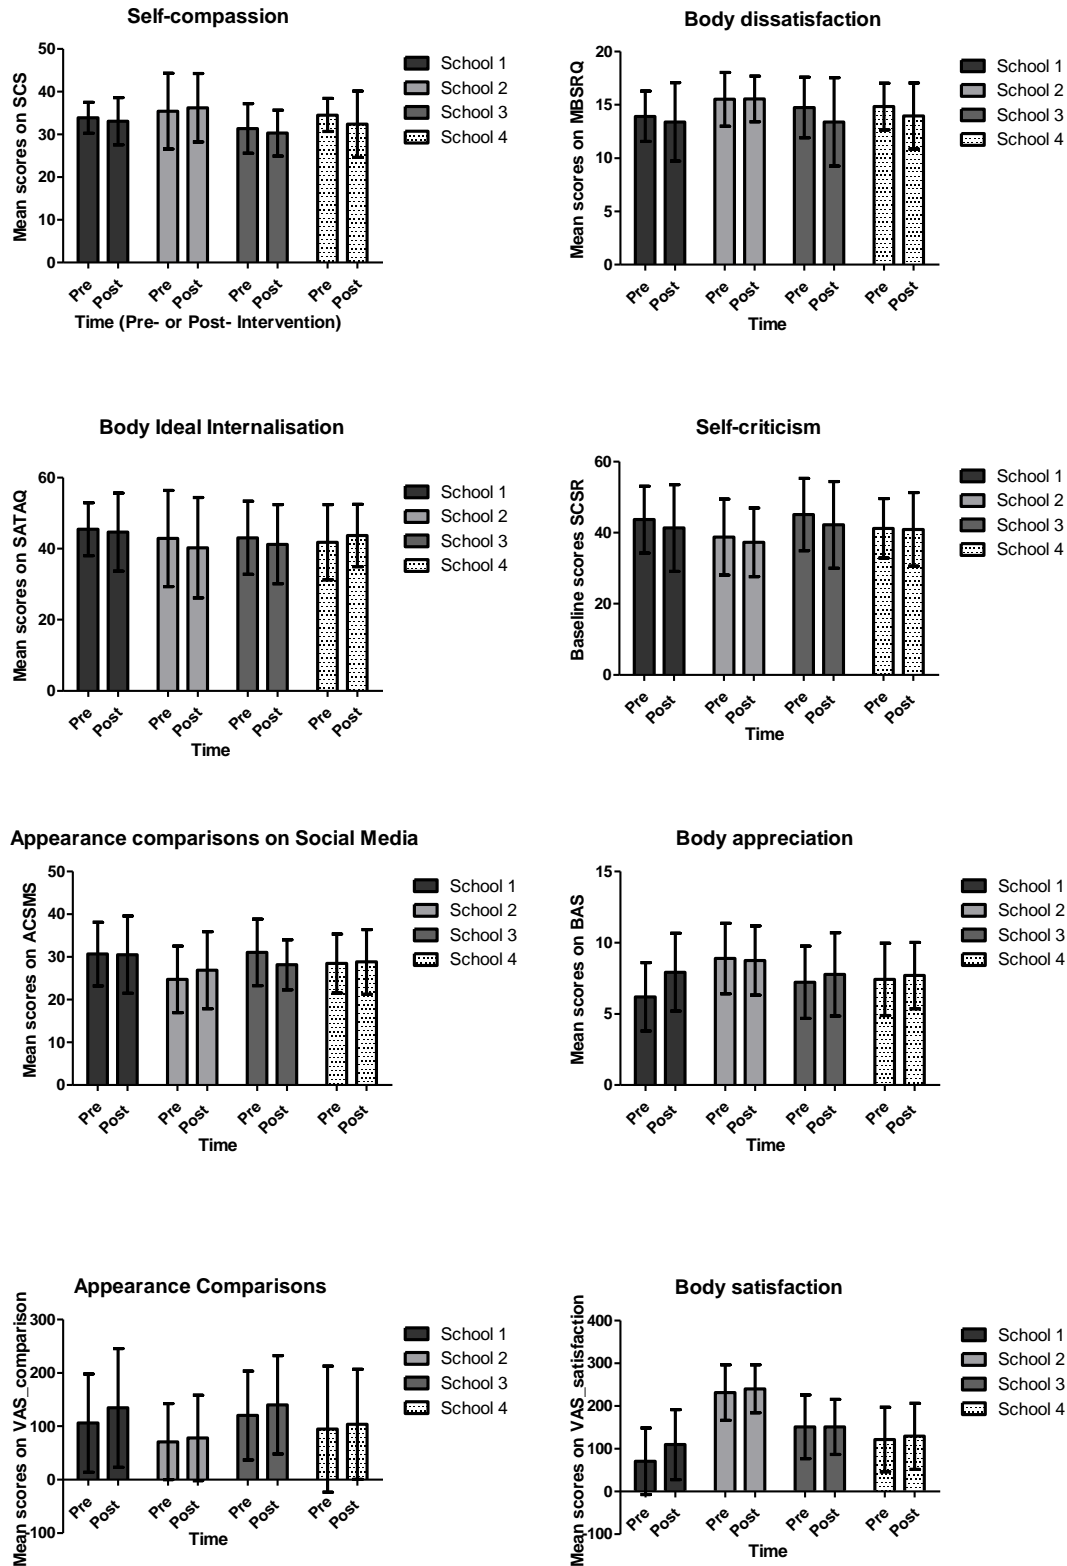 Self-compassion
Mean scores on SCS
50
40
30
20
10
0
Pre
Post
Pre
Post
Pre
Post
Pre
Post
Time (Pre- or Post- Intervention)
School 1
School 2
School 3
School 4
Body dissatisfaction
Mean scores on MBSRQ
20
15
10
5
0
Pre
Post
Pre
Post
Pre
Post
Pre
Post
Time
School 1
School 2
School 3
School 4
Body Ideal Internalisation
Mean scores on SATAQ
60
40
20
0
Pre
Post
Pre
Post
Pre
Post
Pre
Post
Time
School 1
School 2
School 3
School 4
Self-criticism
Baseline scores SCSR
60
40
20
0
Pre
Post
Pre
Post
Pre
Post
Pre
Post
Time
School 1
School 2
School 3
School 4
Appearance comparisons on Social Media
Mean scores on ACSMS
50
40
30
20
10
0
Pre
Post
Pre
Post
Pre
Post
Pre
Post
Time
School 1
School 2
School 3
School 4
Body appreciation
Mean scores on BAS
15
10
5
0
Pre
Post
Pre
Post
Pre
Post
Pre
Post
Time
School 1
School 2
School 3
School 4
Appearance Comparisons
Mean scores on VAS_comparison
300
200
100
0
-100
Pre
Post
Pre
Post
Pre
Post
Pre
Post
Time
School 1
School 2
School 3
School 4
Body satisfaction
Mean scores on VAS_satisfaction
400
300
200
100
0
-100
Pre
Post
Pre
Post
Pre
Post
Pre
Post
Time
School 1
School 2
School 3
School 4